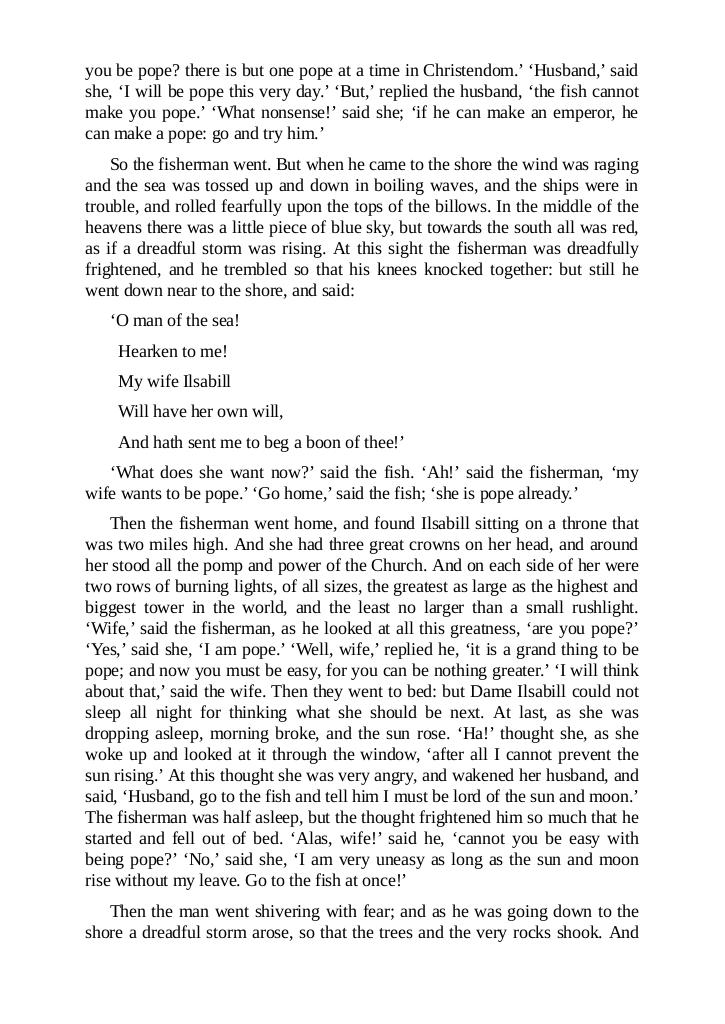 you be pope? there is but one pope at a time in Christendom.’ ‘Husband,’ said
she, ‘I will be pope this very day.’ ‘But,’ replied the husband, ‘the fish cannot
make you pope.’ ‘What nonsense!’ said she; ‘if he can make an emperor, he
can make a pope: go and try him.’
So the fisherman went. But when he came to the shore the wind was raging
and the sea was tossed up and down in boiling waves, and the ships were in
trouble, and rolled fearfully upon the tops of the billows. In the middle of the
heavens there was a little piece of blue sky, but towards the south all was red,
as if a dreadful storm was rising. At this sight the fisherman was dreadfully
frightened, and he trembled so that his knees knocked together: but still he
went down near to the shore, and said:
‘O man of the sea!
Hearken to me!
My wife Ilsabill
Will have her own will,
And hath sent me to beg a boon of thee!’
‘What does she want now?’ said the fish. ‘Ah!’ said the fisherman, ‘my
wife wants to be pope.’ ‘Go home,’ said the fish; ‘she is pope already.’
Then the fisherman went home, and found Ilsabill sitting on a throne that
was two miles high. And she had three great crowns on her head, and around
her stood all the pomp and power of the Church. And on each side of her were
two rows of burning lights, of all sizes, the greatest as large as the highest and
biggest tower in the world, and the least no larger than a small rushlight.
‘Wife,’ said the fisherman, as he looked at all this greatness, ‘are you pope?’
‘Yes,’ said she, ‘I am pope.’ ‘Well, wife,’ replied he, ‘it is a grand thing to be
pope; and now you must be easy, for you can be nothing greater.’ ‘I will think
about that,’ said the wife. Then they went to bed: but Dame Ilsabill could not
sleep all night for thinking what she should be next. At last, as she was
dropping asleep, morning broke, and the sun rose. ‘Ha!’ thought she, as she
woke up and looked at it through the window, ‘after all I cannot prevent the
sun rising.’ At this thought she was very angry, and wakened her husband, and
said, ‘Husband, go to the fish and tell him I must be lord of the sun and moon.’
The fisherman was half asleep, but the thought frightened him so much that he
started and fell out of bed. ‘Alas, wife!’ said he, ‘cannot you be easy with
being pope?’ ‘No,’ said she, ‘I am very uneasy as long as the sun and moon
rise without my leave. Go to the fish at once!’
Then the man went shivering with fear; and as he was going down to the
shore a dreadful storm arose, so that the trees and the very rocks shook. And